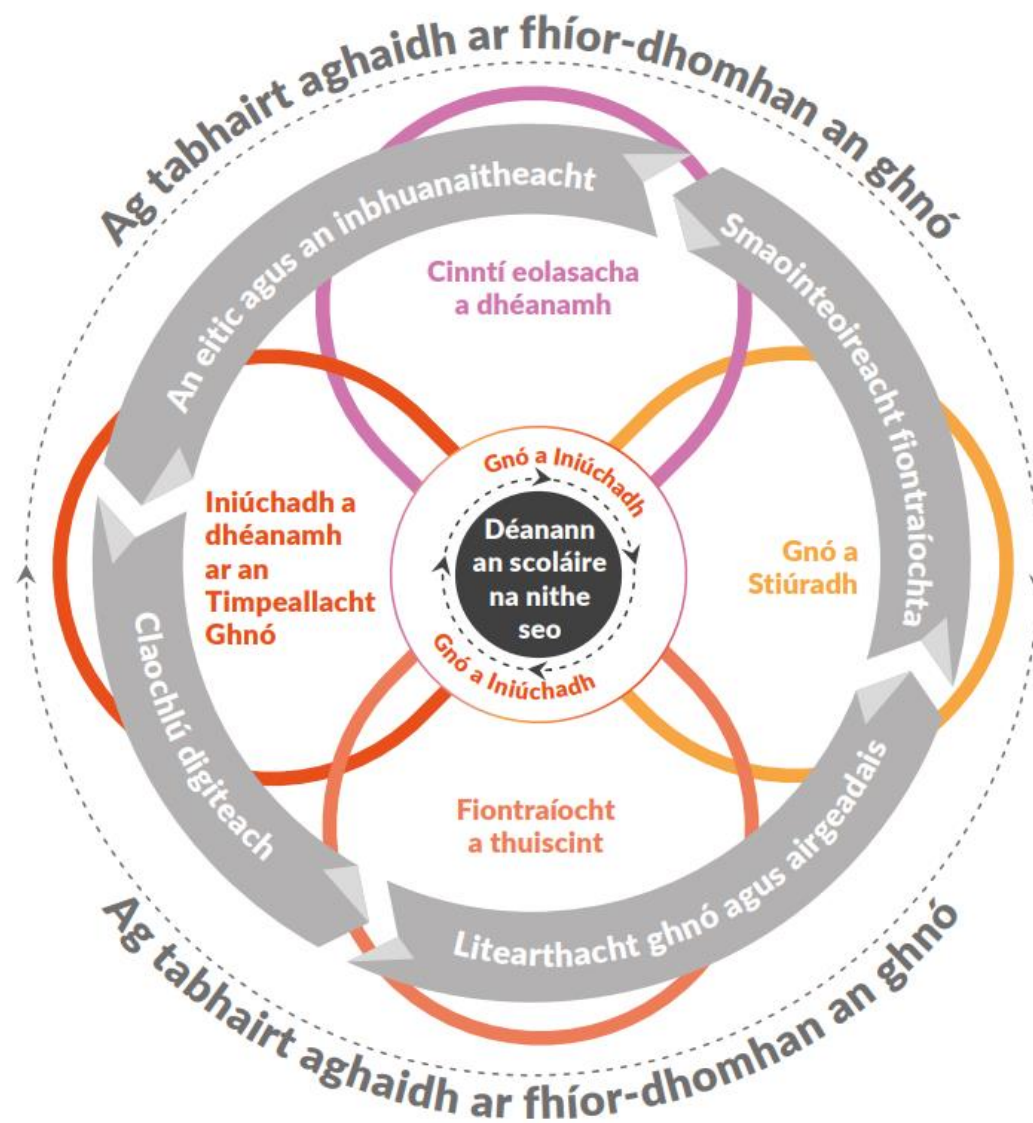 Ag tabhairt aghaidh ar fhíor-dhomhan an ghnó
An eitic agus an inbhuanaitheacht
Smaointeoireacht fiontraíochta
Cinntí eolasacha
a dhéanamh
Iniúchadh a
dhéanamh
ar an
Timpeallacht
Ghnó
Gnó a Iniúchadh
Déanann
an scoláire
na nithe
seo
Gnó a Iniúchadh
Gnó a
Stiúradh
Claochlú digiteach
Fiontraíocht
a thuiscint
Litearthacht ghnó agus airgeadais
Ag tabhairt aghaidh ar fhíor-dhomhan an ghnó